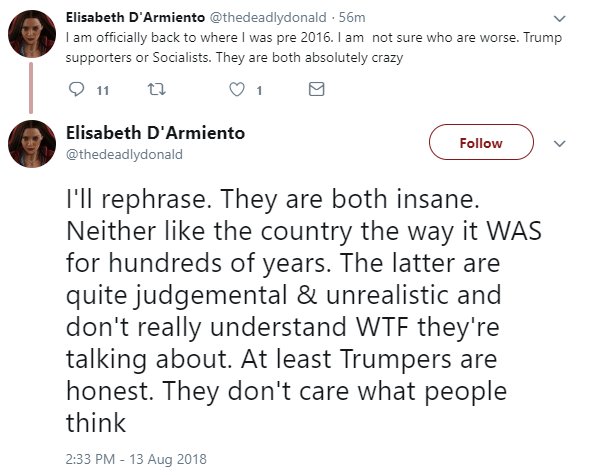 Elisabeth D'Armiento @thedeadlydonald · 56m
I am officially back to where I was pre 2016. I am  not sure who are worse. Trump
supporters or Socialists. They are both absolutely crazy
11 1
Elisabeth D'Armiento
@thedeadlydonald
Follow
I'll rephrase. They are both insane.
Neither like the country the way it WAS
for hundreds of years. The latter are
quite judgemental & unrealistic and
don't really understand WTF they're
talking about. At least Trumpers are
honest. They don't care what people
think
2:33 PM - 13 Aug 2018